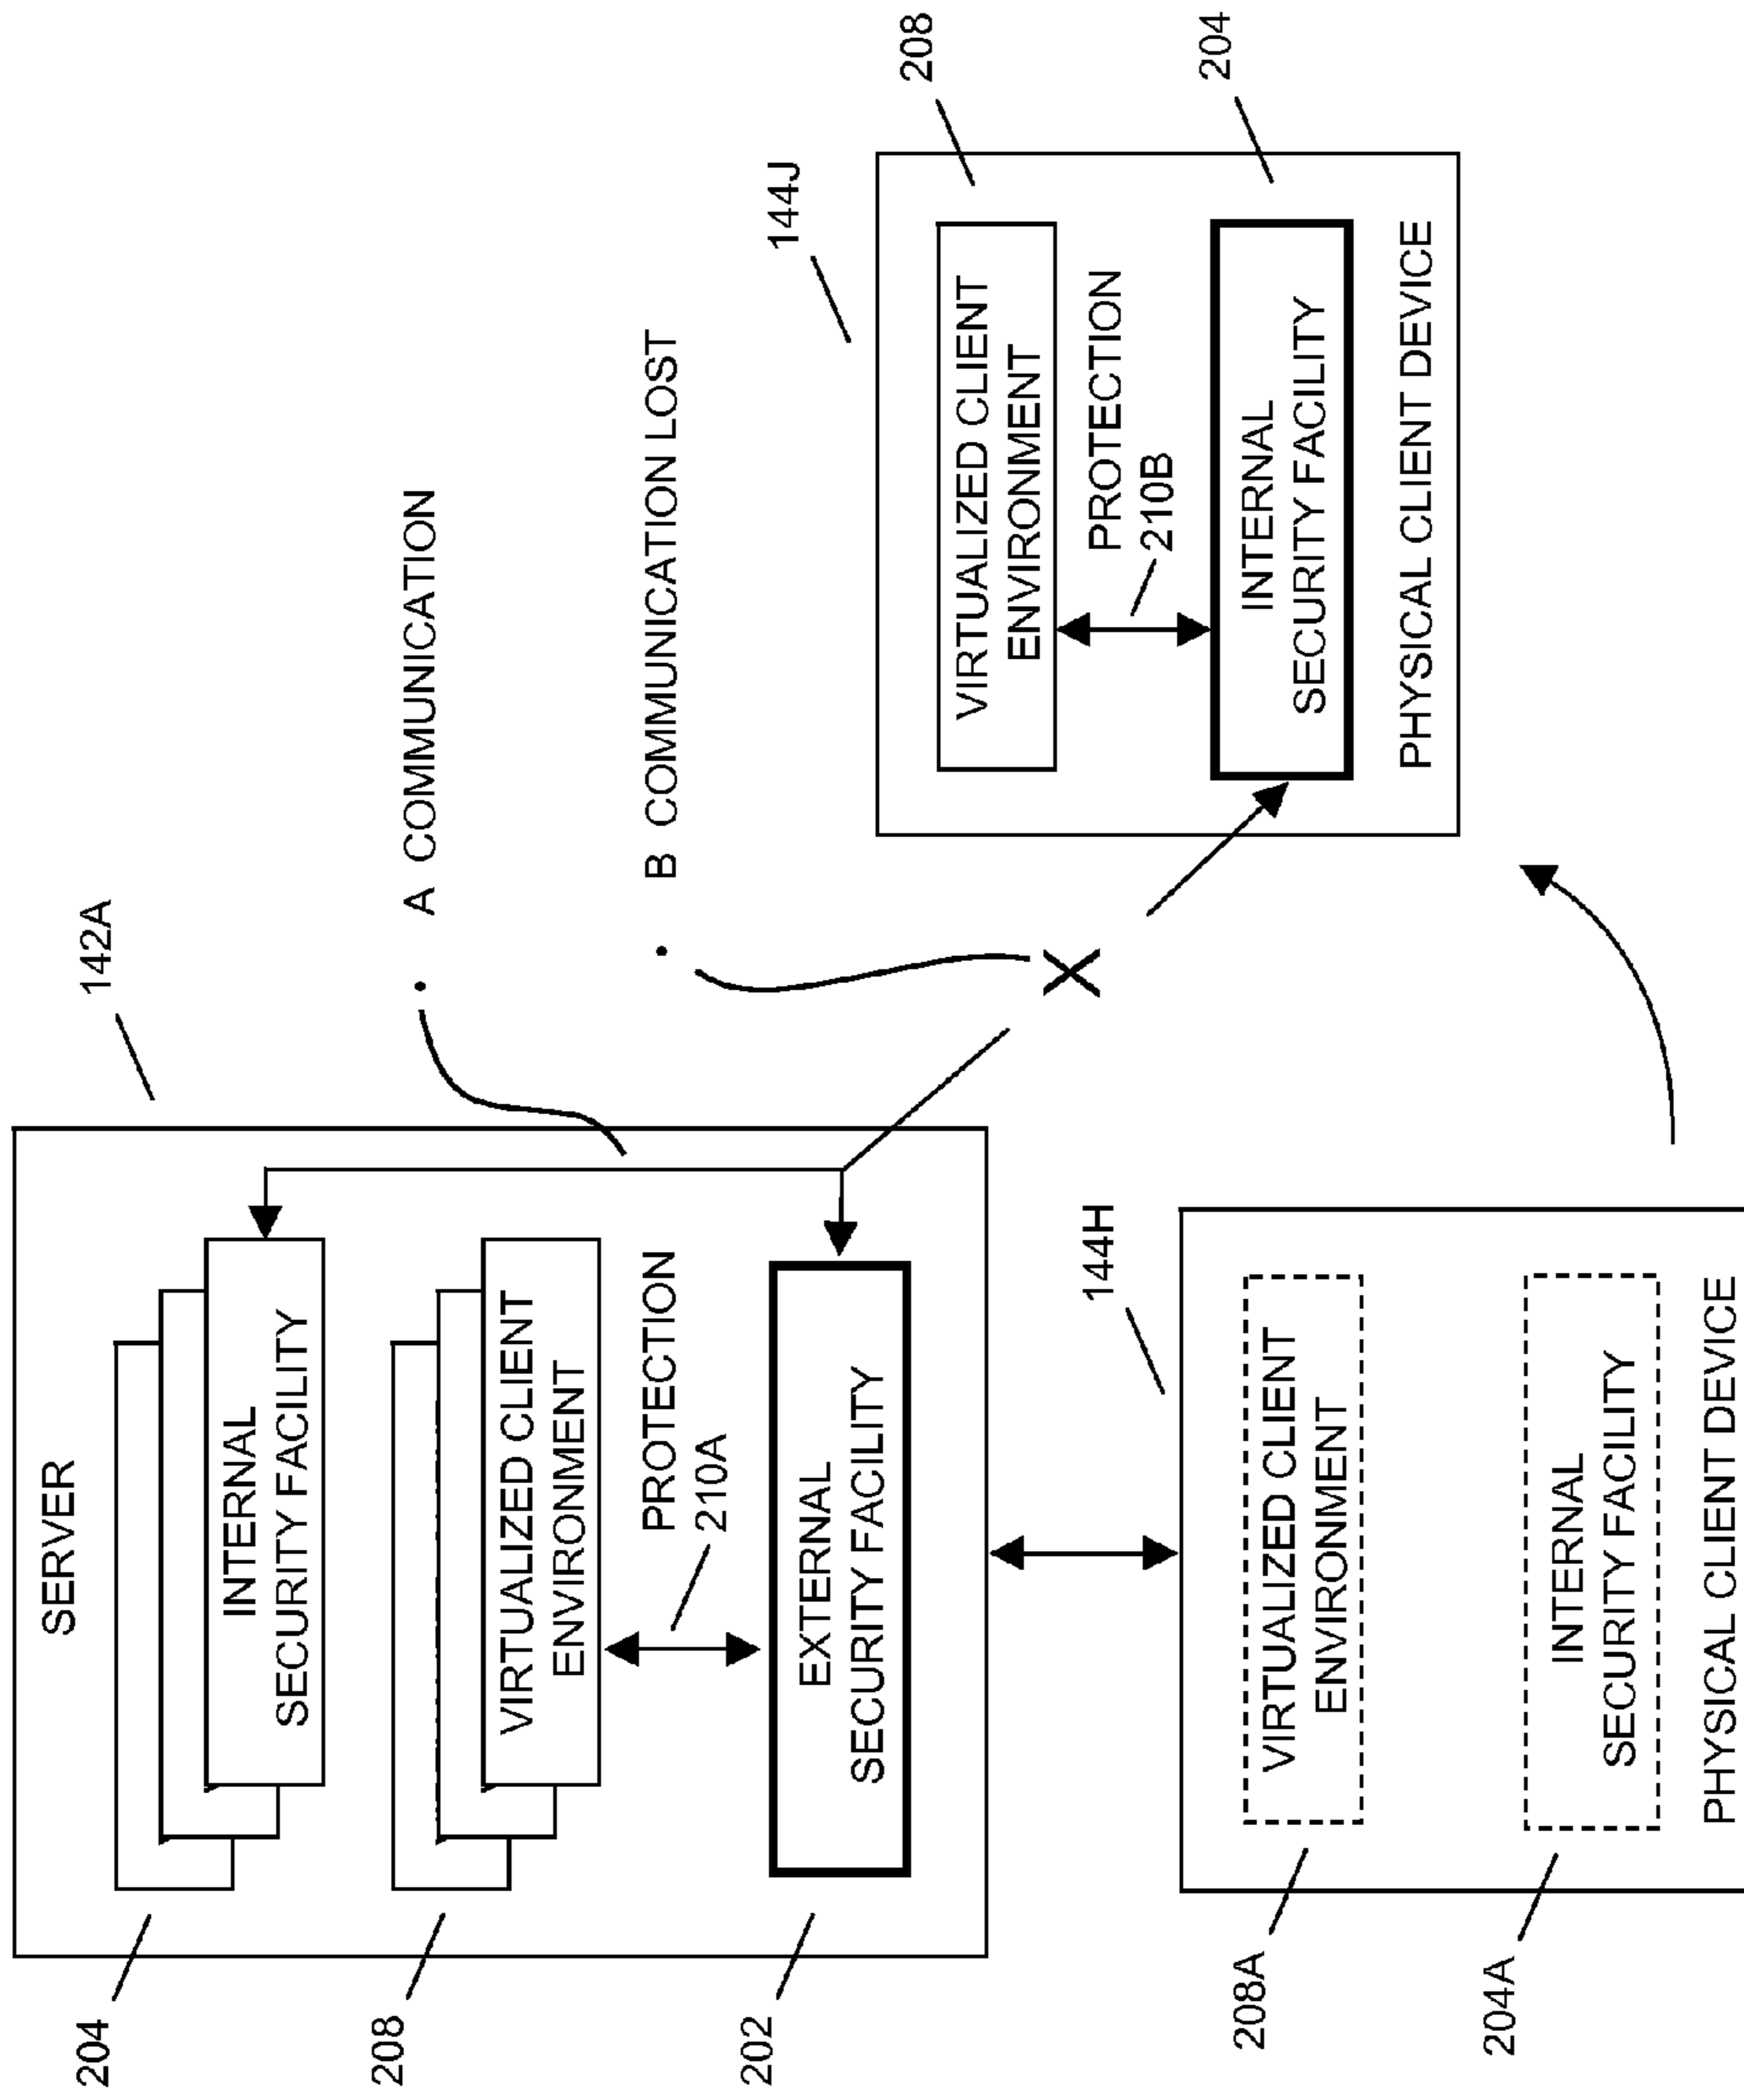 SERVER
142A
204
INTERNAL
SECURITY FACILITY
208
VIRTUALIZED CLIENT
ENVIRONMENT
PROTECTION
210A
202
EXTERNAL
SECURITY FACILITY
• A COMMUNICATION
• B COMMUNICATION LOST
X
144J
208
VIRTUALIZED CLIENT
ENVIRONMENT
PROTECTION
210B
204
INTERNAL
SECURITY FACILITY
PHYSICAL CLIENT DEVICE
144H
208A
VIRTUALIZED CLIENT
ENVIRONMENT
204A
INTERNAL
SECURITY FACILITY
PHYSICAL CLIENT DEVICE